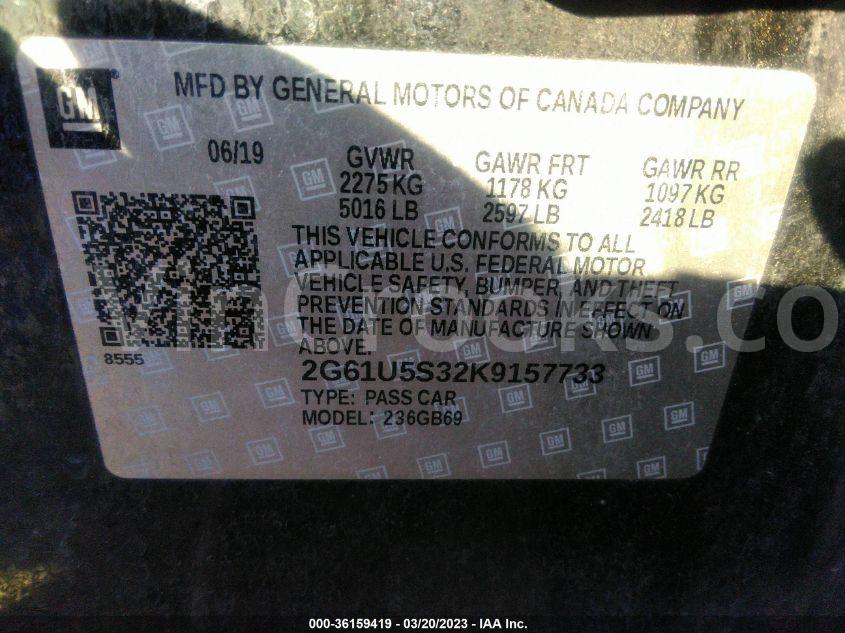 GM
MFD BY GENERAL MOTORS OF CANADA COMPANY
06/19 GVWR GAWR FRT GAWR RR
2275 KG 1178 KG 1097 KG
5016 LB 2597 LB 2418 LB
THIS VEHICLE CONFORMS TO ALL
APPLICABLE U.S. FEDERAL MOTOR
VEHICLE SAFETY, BUMPER, AND THEFT
PREVENTION STANDARDS IN EFFECT ON
THE DATE OF MANUFACTURE SHOWN
ABOVE.
8555
2G61U5S32K9157733
TYPE: PASS CAR
MODEL: 236GB69
000-36159419 - 03/20/2023 - IAA Inc.